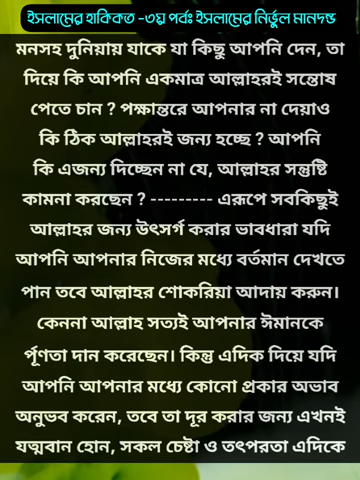 ইসলামের হাকিকত -৩য় পর্বঃ ইসলামের নির্ভুল মানদন্ড
মনসহ দুনিয়ায় যাকে যা কিছু আপনি দেন, তা
দিয়ে কি আপনি একমাত্র আল্লাহরই সন্তোষ
পেতে চান ? পক্ষান্তরে আপনার না দেয়াও
কি ঠিক আল্লাহরই জন্য হচ্ছে ? আপনি
কি এজন্য দিচ্ছেন না যে, আল্লাহর সন্তুষ্টি
কামনা করছেন ? --------- এরূপে সবকিছুই
আল্লাহর জন্য উৎসর্গ করার ভাবধারা যদি
আপনি আপনার নিজের মধ্যে বর্তমান দেখতে
পান তবে আল্লাহর শোকরিয়া আদায় করুন।
কেননা আল্লাহ সত্যই আপনার ঈমানকে
র্পূণতা দান করেছেন। কিন্তু এদিক দিয়ে যদি
আপনি আপনার মধ্যে কোনো প্রকার অভাব
অনুভব করেন, তবে তা দূর করার জন্য এখনই
যত্মবান হোন, সকল চেষ্টা ও তৎপরতা এদিকে